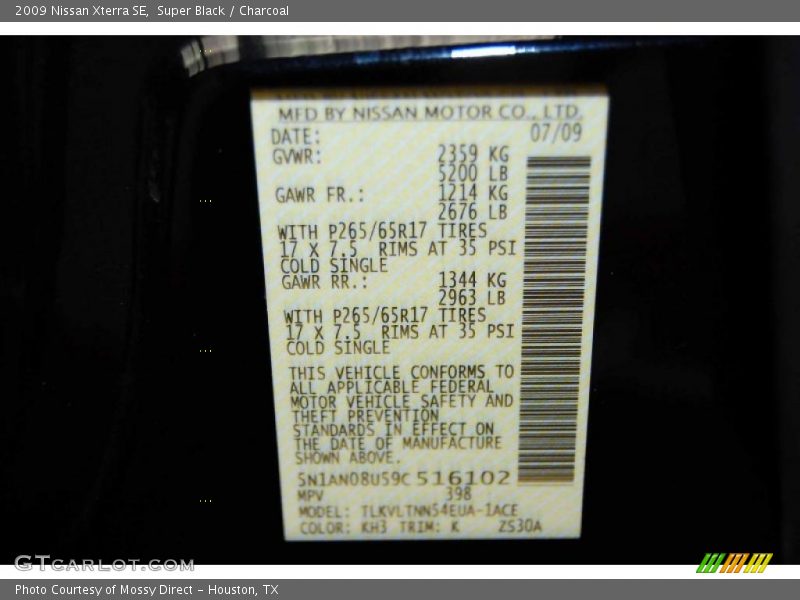 2009 Nissan Xterra SE,  Super Black / Charcoal
MFD BY NISSAN MOTOR CO., LTD.
DATE: 07/09
GVWR: 2359 KG
5200 LB
GAWR FR.: 1214 KG
2676 LB
WITH P265/65R17 TIRES
17 X 7.5 RIMS AT 35 PSI
COLD SINGLE
GAWR RR.: 1344 KG
2963 LB
WITH P265/65R17 TIRES
17 X 7.5 RIMS AT 35 PSI
COLD SINGLE
THIS VEHICLE CONFORMS TO
ALL APPLICABLE FEDERAL
MOTOR VEHICLE SAFETY AND
THEFT PREVENTION
STANDARDS IN EFFECT ON
THE DATE OF MANUFACTURE
SHOWN ABOVE.
5N1AN08U59C516102
MPV 398
MODEL: TLKVLTNN54EUA-1ACE
COLOR: KH3 TRIM: K ZS30A
GTcarlot.com
Photo Courtesy of Mossy Direct – Houston, TX